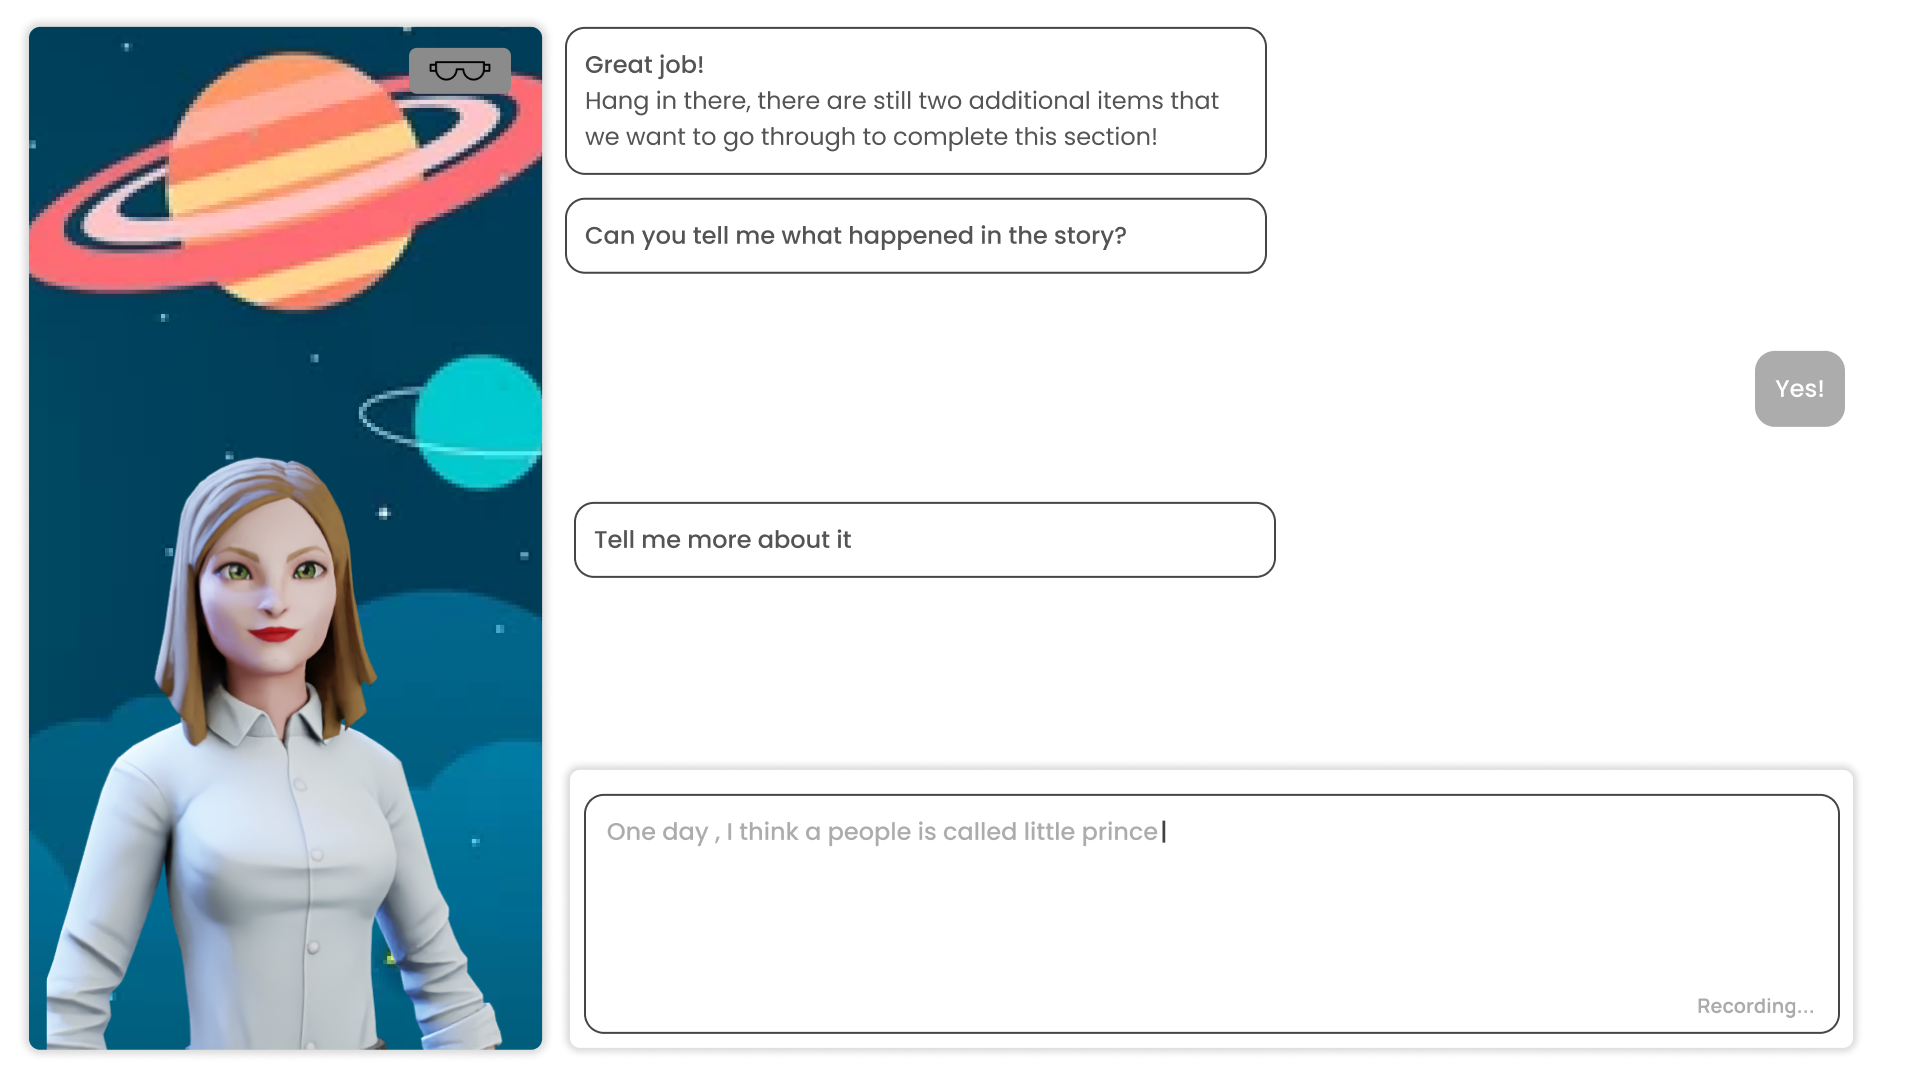 Great job!
Hang in there, there are still two additional items that
we want to go through to complete this section!
Can you tell me what happened in the story?
Yes!
Tell me more about it
One day , I think a people is called little prince
Recording...